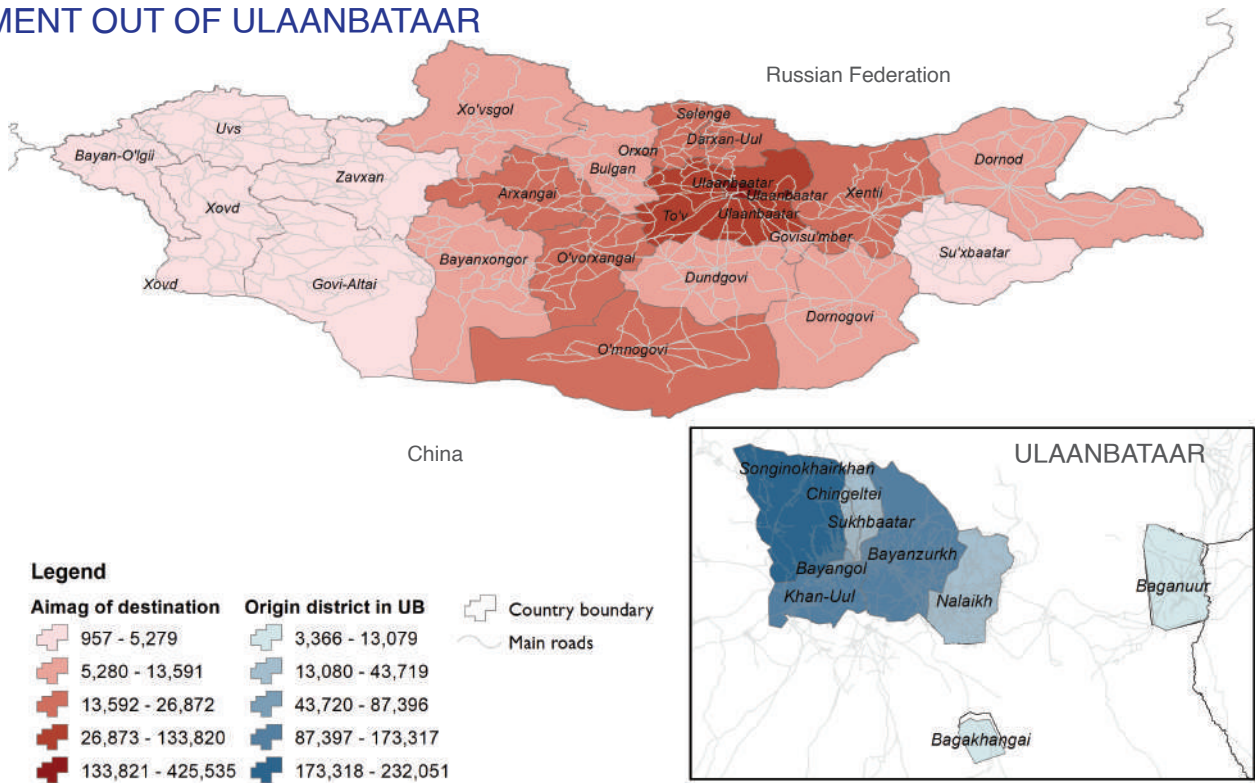 MENT OUT OF ULAANBATAAR
Russian Federation
Xo'vsgol
Selenge
Uvs
Darxan-Uul
Bayan-O'lgii
Orxon
Dornod
Bulgan
Zavxan
Ulaanbaatar
Arxangai
Ulaanbaatar
Xentii
Xovd
To'v
Ulaanbaatar
Govisu'mber
Su'xbaatar
Bayanxongor
O'vorxangai
Xovd
Govi-Altai
Dundgovi
Dornogovi
O'mnogovi
China
ULAANBATAAR
Songinokhairkhan
Chingeltei
Sukhbaatar
Bayanzurkh
Bayangol
Baganuur
Khan-Uul
Nalaikh
Bagakhangai
Legend
Aimag of destination
957 - 5,279
5,280 - 13,591
13,592 - 26,872
26,873 - 133,820
133,821 - 425,535
Origin district in UB
3,366 - 13,079
13,080 - 43,719
43,720 - 87,396
87,397 - 173,317
173,318 - 232,051
Country boundary
Main roads